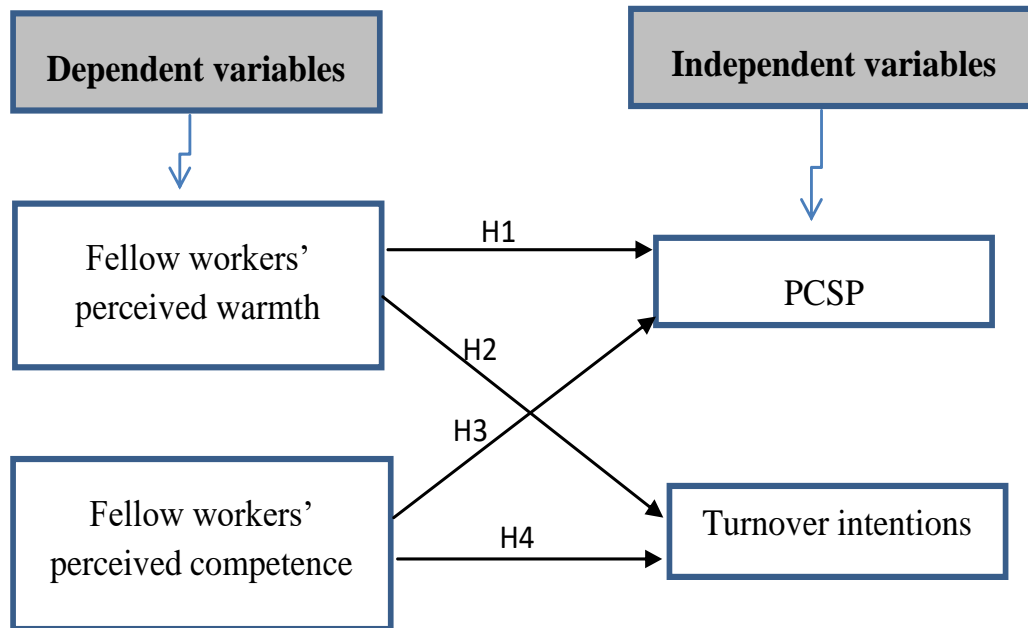 Dependent variables
Independent variables
Fellow workers’
perceived warmth
H1
PCSP
H2
H3
Fellow workers’
perceived competence
H4
Turnover intentions